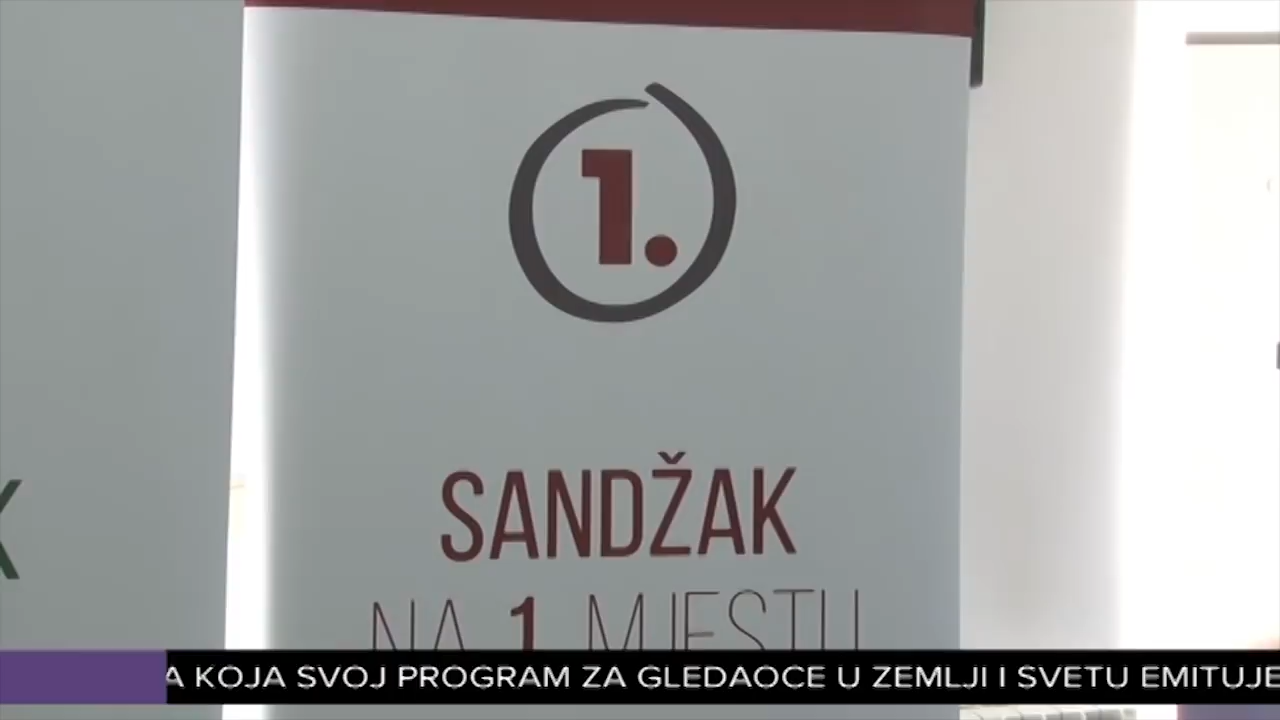 1.
SANDŽAK
NA 1 MJESTU
A KOJA SVOJ PROGRAM ZA GLEDAOCE U ZEMLJI I SVETU EMITUJE